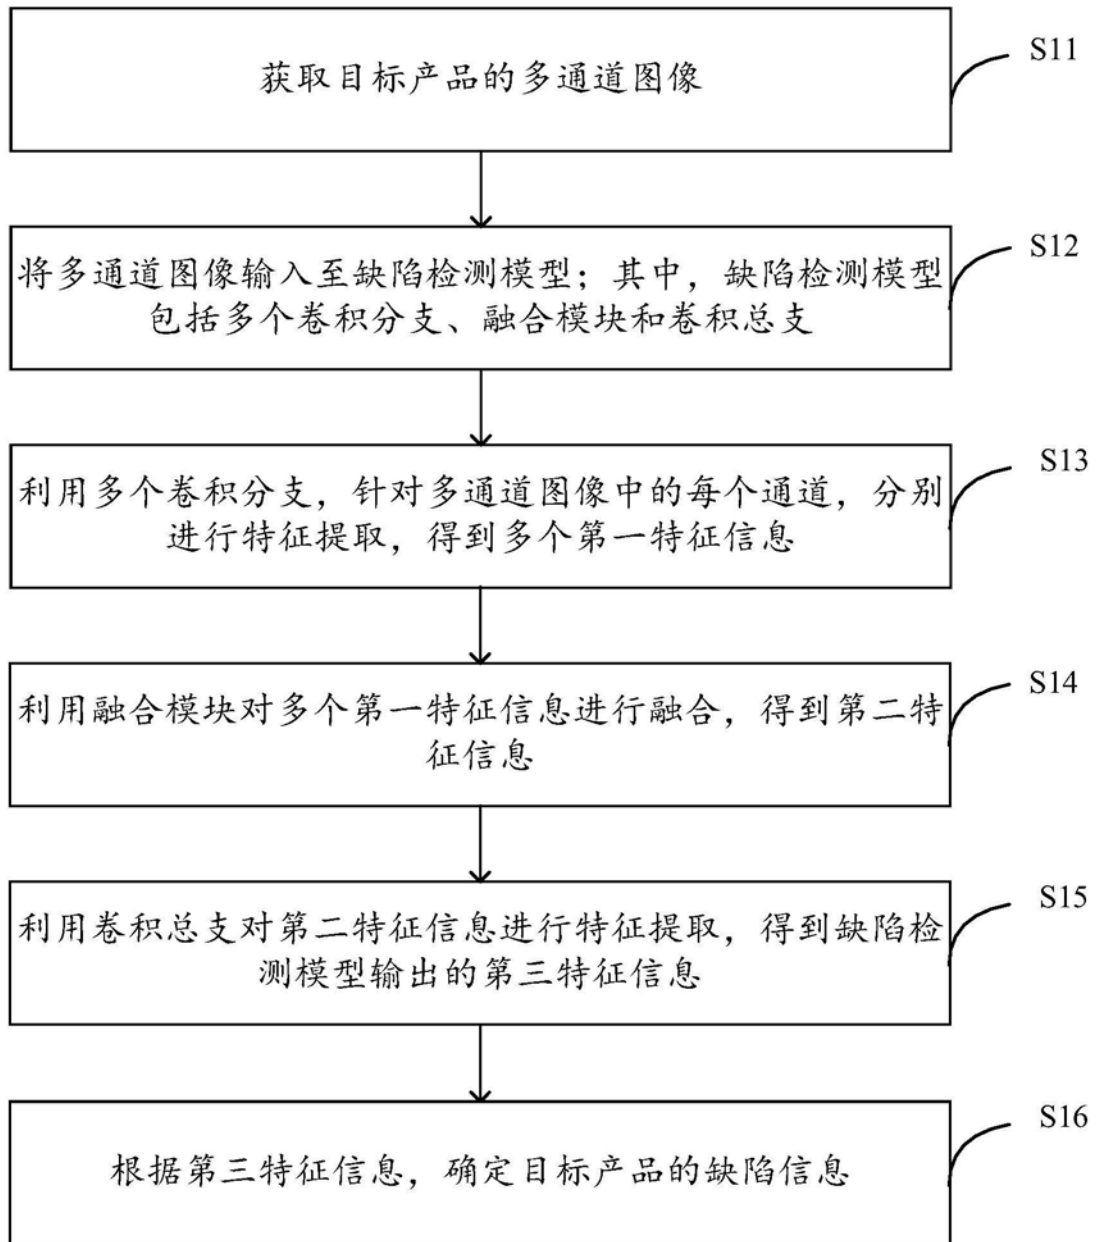 获取目标产品的多通道图像
S11
将多通道图像输入至缺陷检测模型；其中，缺陷检测模型
包括多个卷积分支、融合模块和卷积总支
S12
利用多个卷积分支，针对多通道图像中的每个通道，分别
进行特征提取，得到多个第一特征信息
S13
利用融合模块对多个第一特征信息进行融合，得到第二特
征信息
S14
利用卷积总支对第二特征信息进行特征提取，得到缺陷检
测模型输出的第三特征信息
S15
根据第三特征信息，确定目标产品的缺陷信息
S16